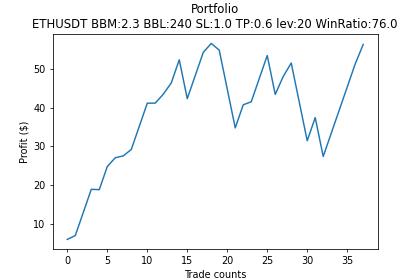 Portfolio
ETHUSDT BBM:2.3 BBL:240 SL:1.0 TP:0.6 lev:20 WinRatio:76.0
Profit ($)
50
40
30
20
10
0 5 10 15 20 25 30 35
Trade counts